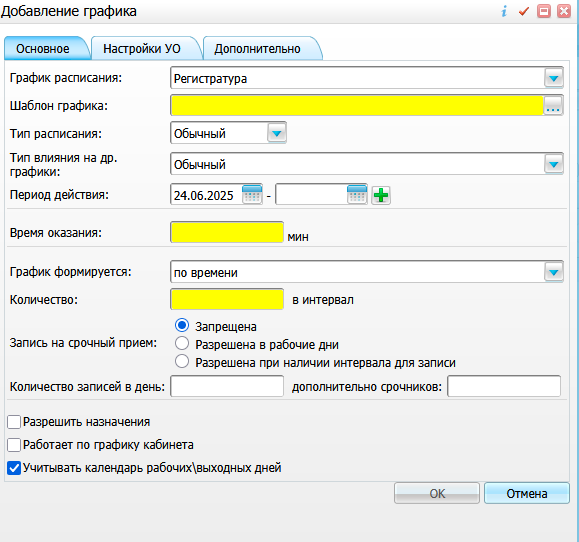 Добавление графика
Основное
Настройки УО
Дополнительно
График расписания: Регистратура
Шаблон графика: ...
Тип расписания: Обычный
Тип влияния на др.
графики: Обычный
Период действия: 24.06.2025 -
Время оказания: мин
График формируется: по времени
Количество: в интервал
Запись на срочный прием:
Запрещена
Разрешена в рабочие дни
Разрешена при наличии интервала для записи
Количество записей в день: дополнительно срочников:
Разрешить назначения
Работает по графику кабинета
Учитывать календарь рабочих\выходных дней
OK
Отмена